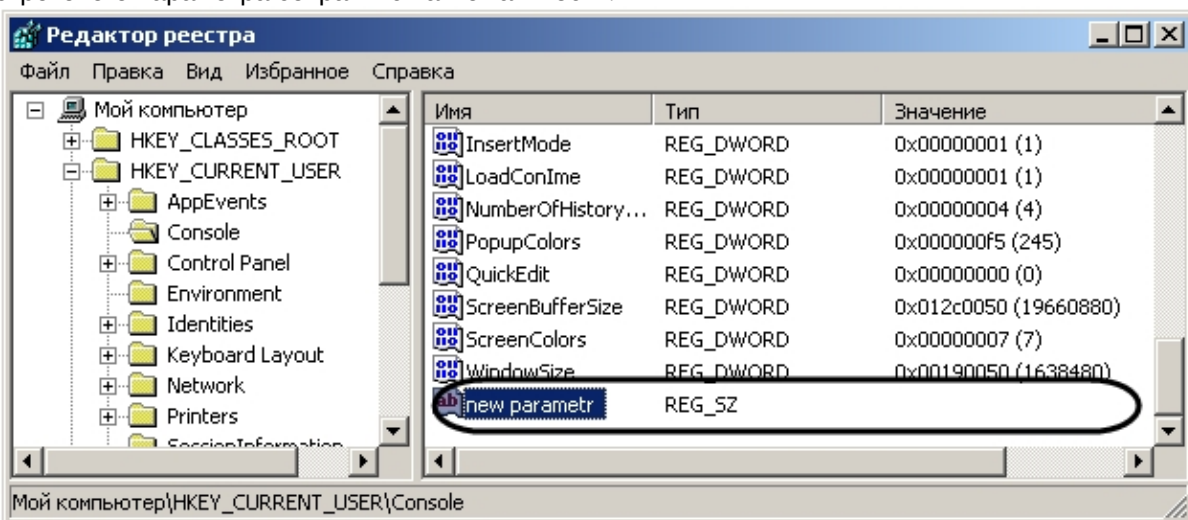 Редактор реестра
Файл Правка Вид Избранное Справка
Мой компьютер
HKEY_CLASSES_ROOT
HKEY_CURRENT_USER
AppEvents
Console
Control Panel
Environment
Identities
Keyboard Layout
Network
Printers
SessionInformation
Имя Тип Значение
InsertMode REG_DWORD 0x00000001 (1)
LoadConIme REG_DWORD 0x00000001 (1)
NumberOfHistory... REG_DWORD 0x00000004 (4)
PopupColors REG_DWORD 0x000000f5 (245)
QuickEdit REG_DWORD 0x00000000 (0)
ScreenBufferSize REG_DWORD 0x012c0050 (19660880)
ScreenColors REG_DWORD 0x00000007 (7)
WindowSize REG_DWORD 0x00190050 (1638480)
new parametr REG_SZ
Мой компьютер\HKEY_CURRENT_USER\Console